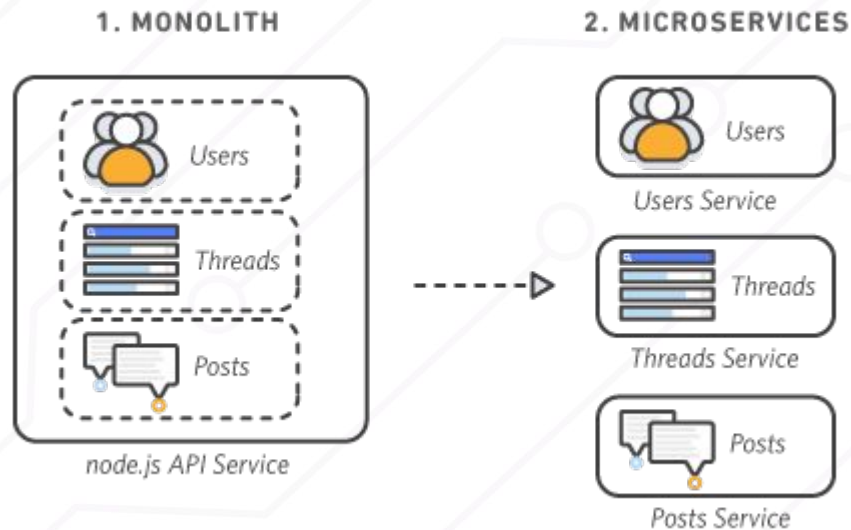 1. MONOLITH
Users
Threads
Posts
node.js API Service
2. MICROSERVICES
Users
Users Service
Threads
Threads Service
Posts
Posts Service